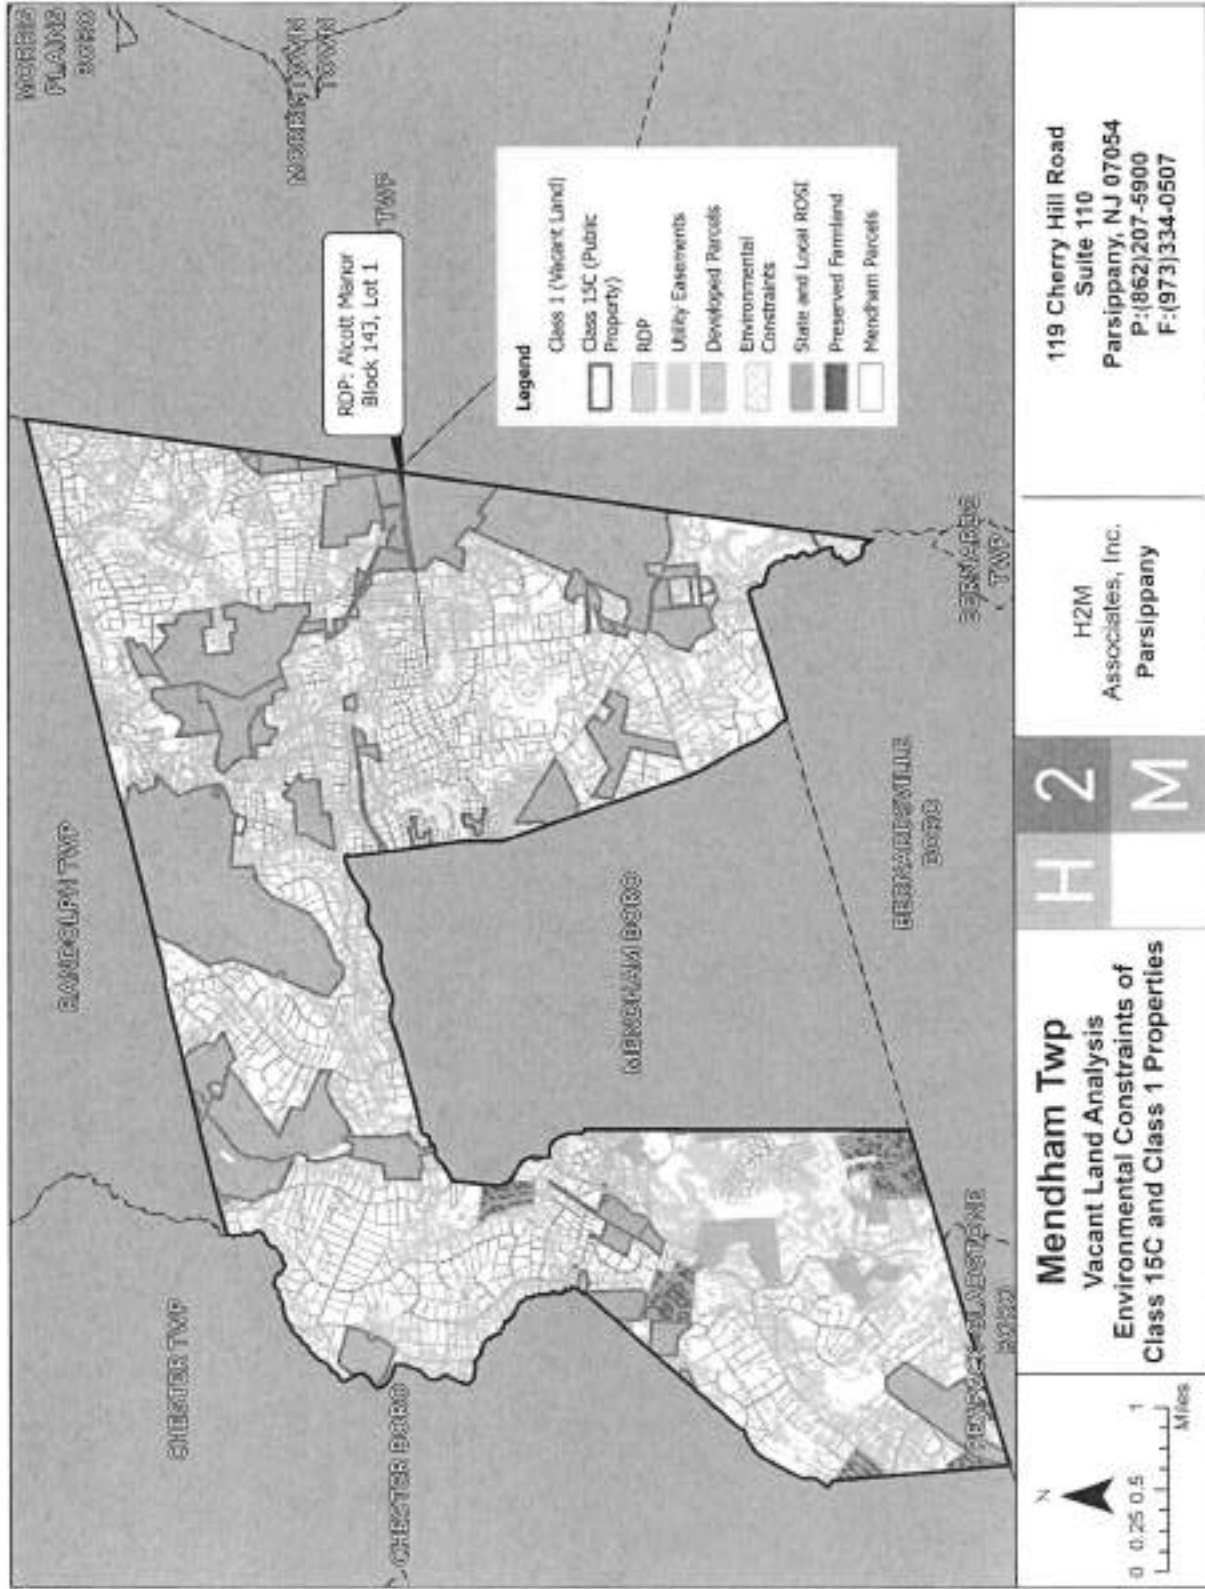 MORRIS
PLAINS
BORO
MORRISTOWN
TOWN
RANDOLPH TWP
TWP
RDP: Alcott Manor
Block 143, Lot 1
CHESTER TWP
CHESTER BORO
MENDHAM BORO
BERNARDS
TWP
BERNARDSVILLE
BORO
PEAPACK-GLADSTONE
BORO
Legend
Class 1 (Vacant Land)
Class 15C (Public
Property)
RDP
Utility Easements
Developed Parcels
Environmental
Constraints
State and Local ROSI
Preserved Farmland
Mendham Parcels
N
0 0.25 0.5 1
Miles
Mendham Twp
Vacant Land Analysis
Environmental Constraints of
Class 15C and Class 1 Properties
H 2
M
H2M
Associates, Inc.
Parsippany
119 Cherry Hill Road
Suite 110
Parsippany, NJ 07054
P:(862)207-5900
F:(973)334-0507